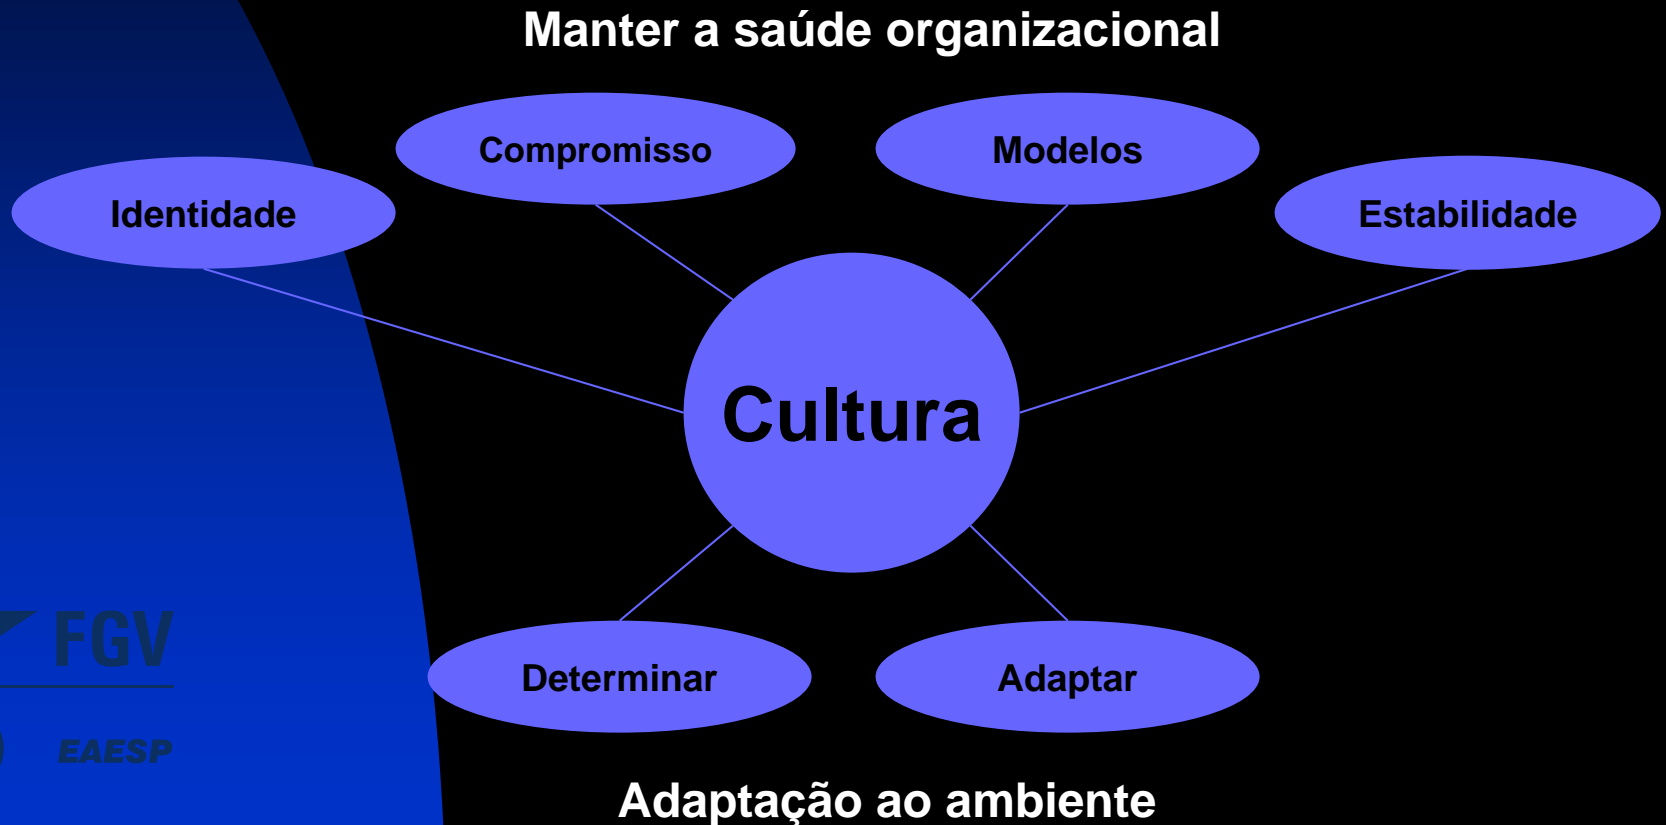 Manter a saúde organizacional
Compromisso
Modelos
Identidade
Estabilidade
Cultura
FGV
Determinar
Adaptar
EAESP
Adaptação ao ambiente